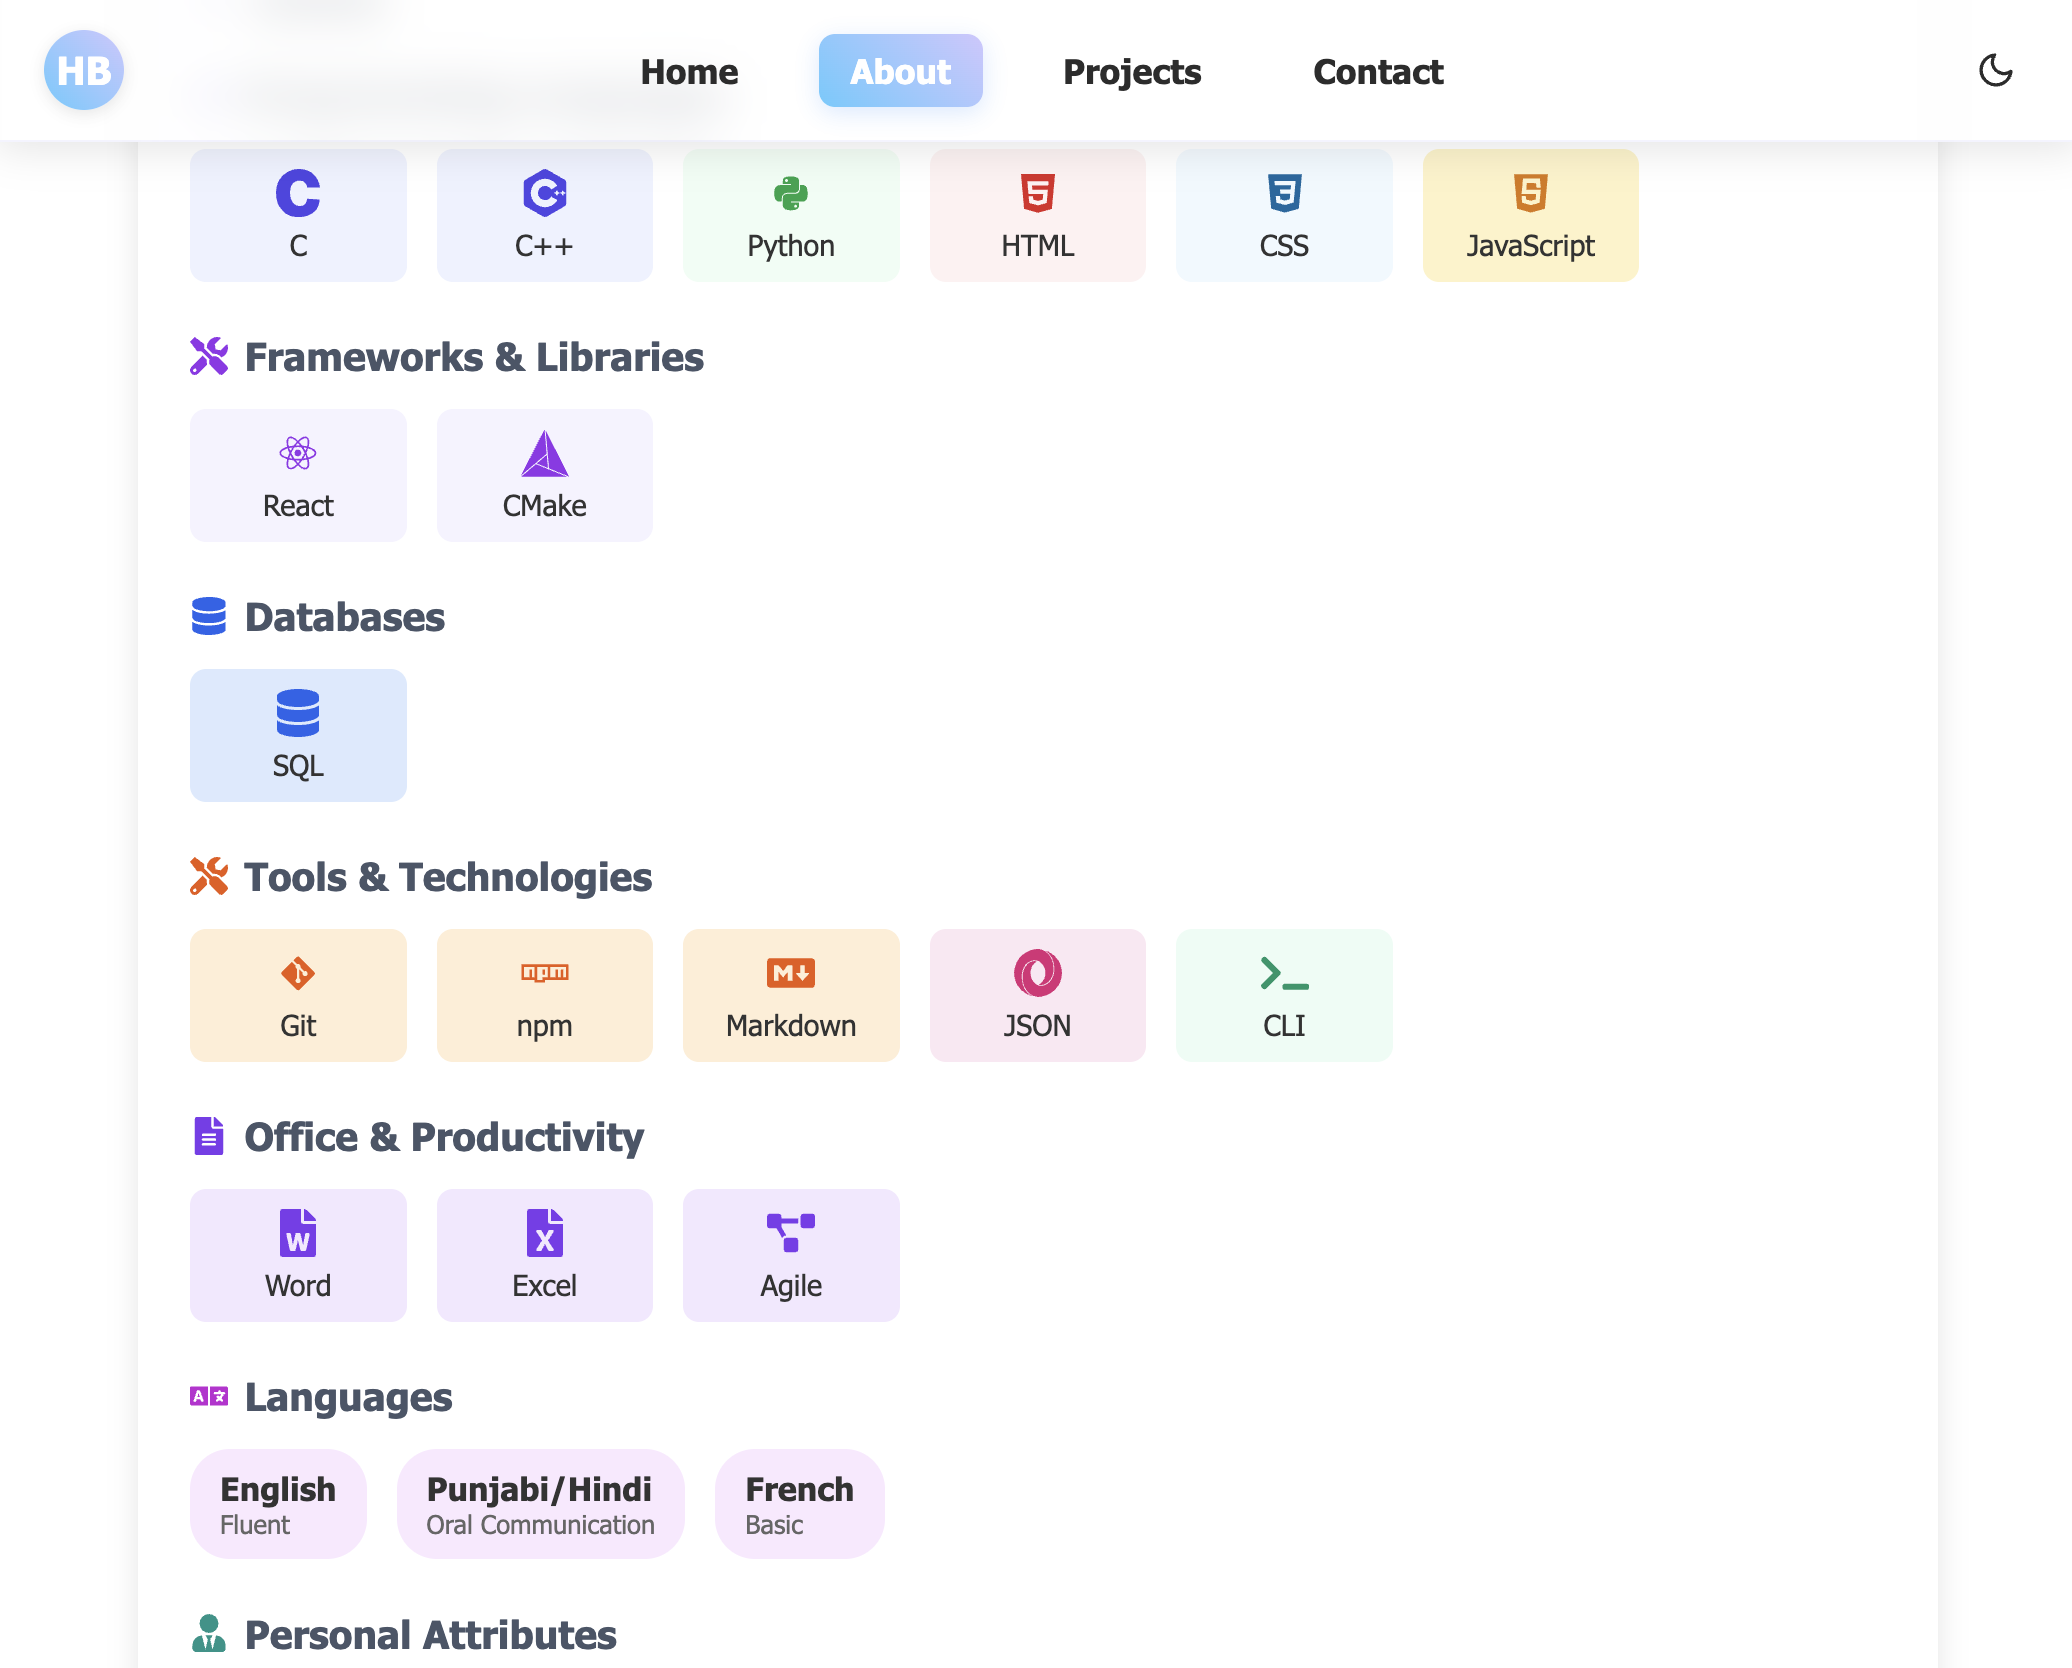 HB
Home About Projects Contact
C C++ Python HTML CSS JavaScript
Frameworks & Libraries
React CMake
Databases
SQL
Tools & Technologies
Git npm Markdown JSON CLI
Office & Productivity
Word Excel Agile
Languages
English Punjabi/Hindi French
Fluent Oral Communication Basic
Personal Attributes